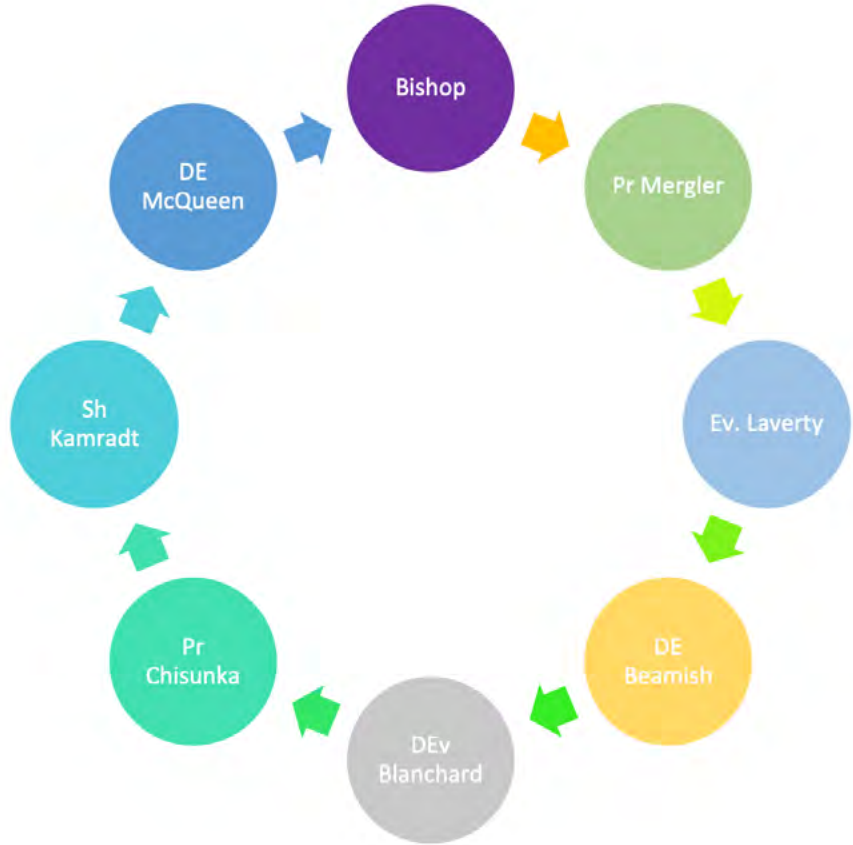 Bishop
Pr Mergler
Ev. Laverty
DE
Beamish
DEv
Blanchard
Pr
Chisunka
Sh
Kamradt
DE
McQueen